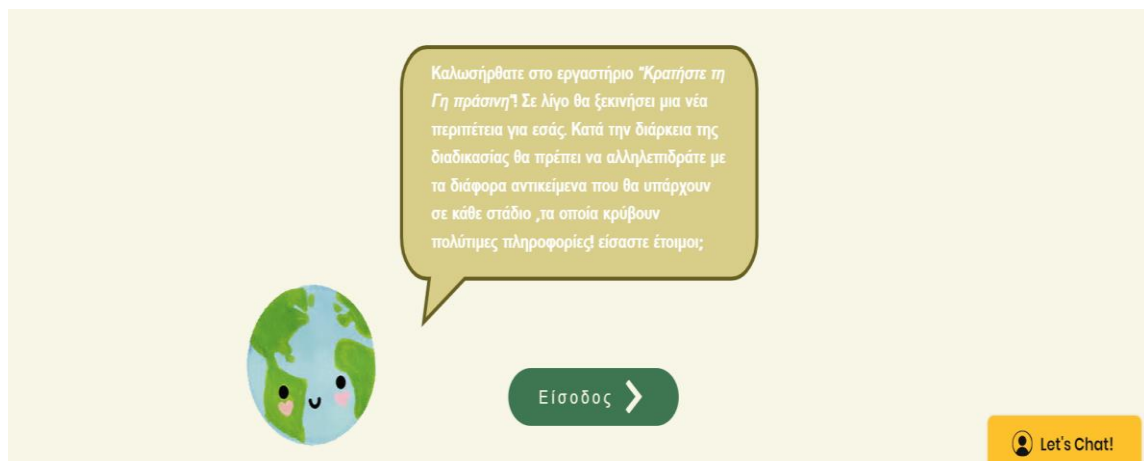 Καλωσήρθατε στο εργαστήριο "Κρατήστε τη
Γη πράσινη"! Σε λίγο θα ξεκινήσει μια νέα
περιπέτεια για εσάς. Κατά την διάρκεια της
διαδικασίας θα πρέπει να αλληλεπιδράτε με
τα διάφορα αντικείμενα που θα υπάρχουν
σε κάθε στάδιο ,τα οποία κρύβουν
πολύτιμες πληροφορίες! είσαστε έτοιμοι;
Είσοδος
Let's Chat!